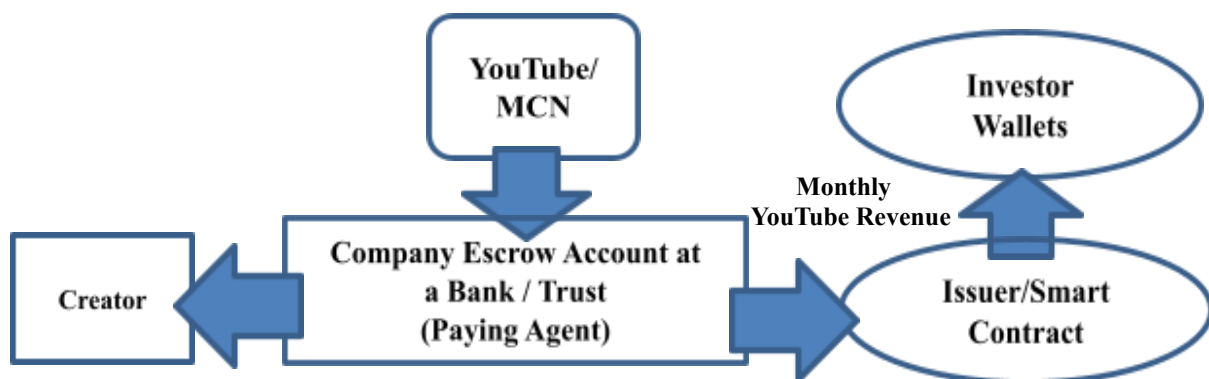 YouTube/
MCN
Investor
Wallets
Monthly
YouTube Revenue
Creator
Company Escrow Account at
a Bank / Trust
(Paying Agent)
Issuer/Smart
Contract